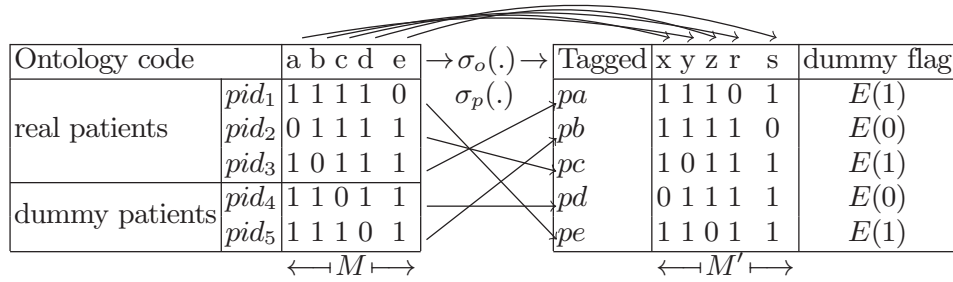 Ontology code a b c d e →σₒ(.)→ Tagged x y z r s dummy flag
σₚ(.)
real patients
pid₁ 1 1 1 1 0 pa 1 1 1 0 1 E(1)
pid₂ 0 1 1 1 1 pb 1 1 1 1 0 E(0)
pid₃ 1 0 1 1 1 pc 1 0 1 1 1 E(1)
dummy patients
pid₄ 1 1 0 1 1 pd 0 1 1 1 1 E(0)
pid₅ 1 1 1 0 1 pe 1 1 0 1 1 E(1)
M M′